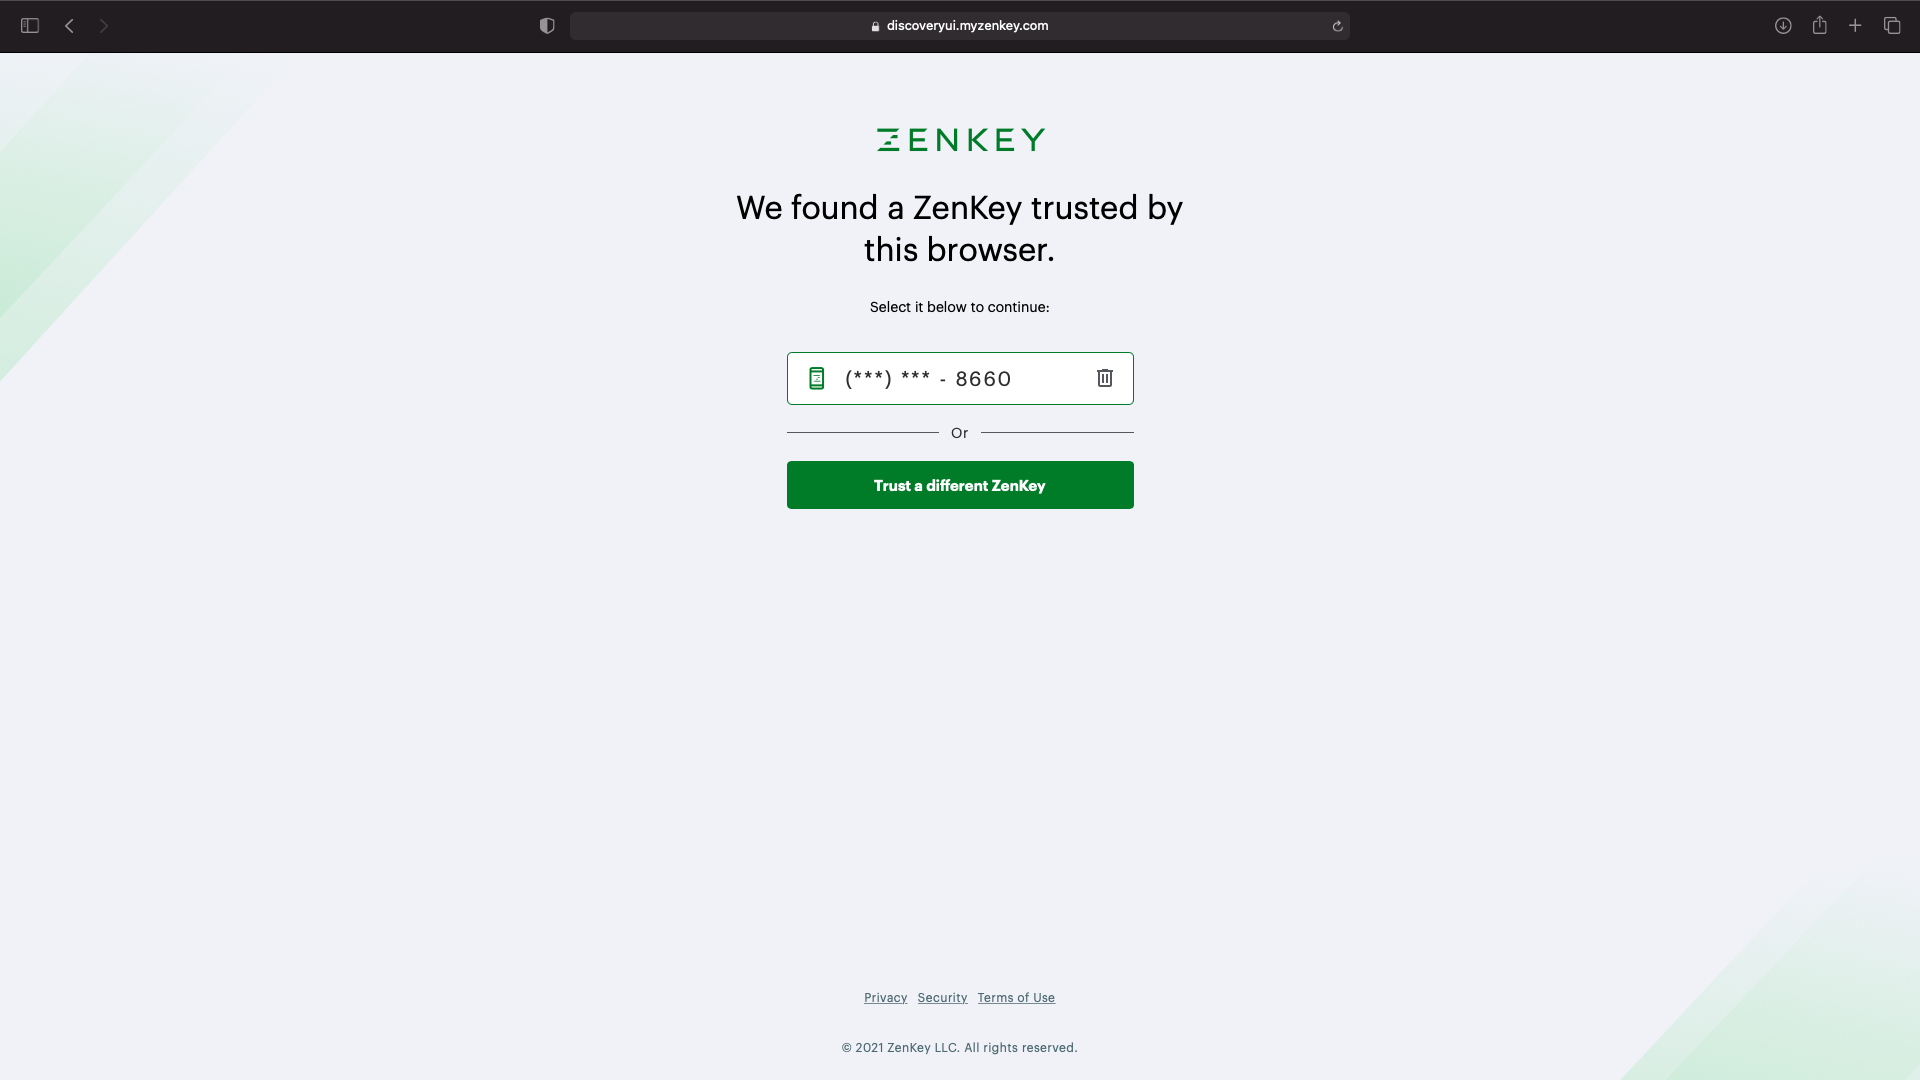 discoveryui.myzenkey.com
ZENKEY
We found a ZenKey trusted by
this browser.
Select it below to continue:
(***) *** - 8660
Or
Trust a different ZenKey
Privacy Security Terms of Use
© 2021 ZenKey LLC. All rights reserved.